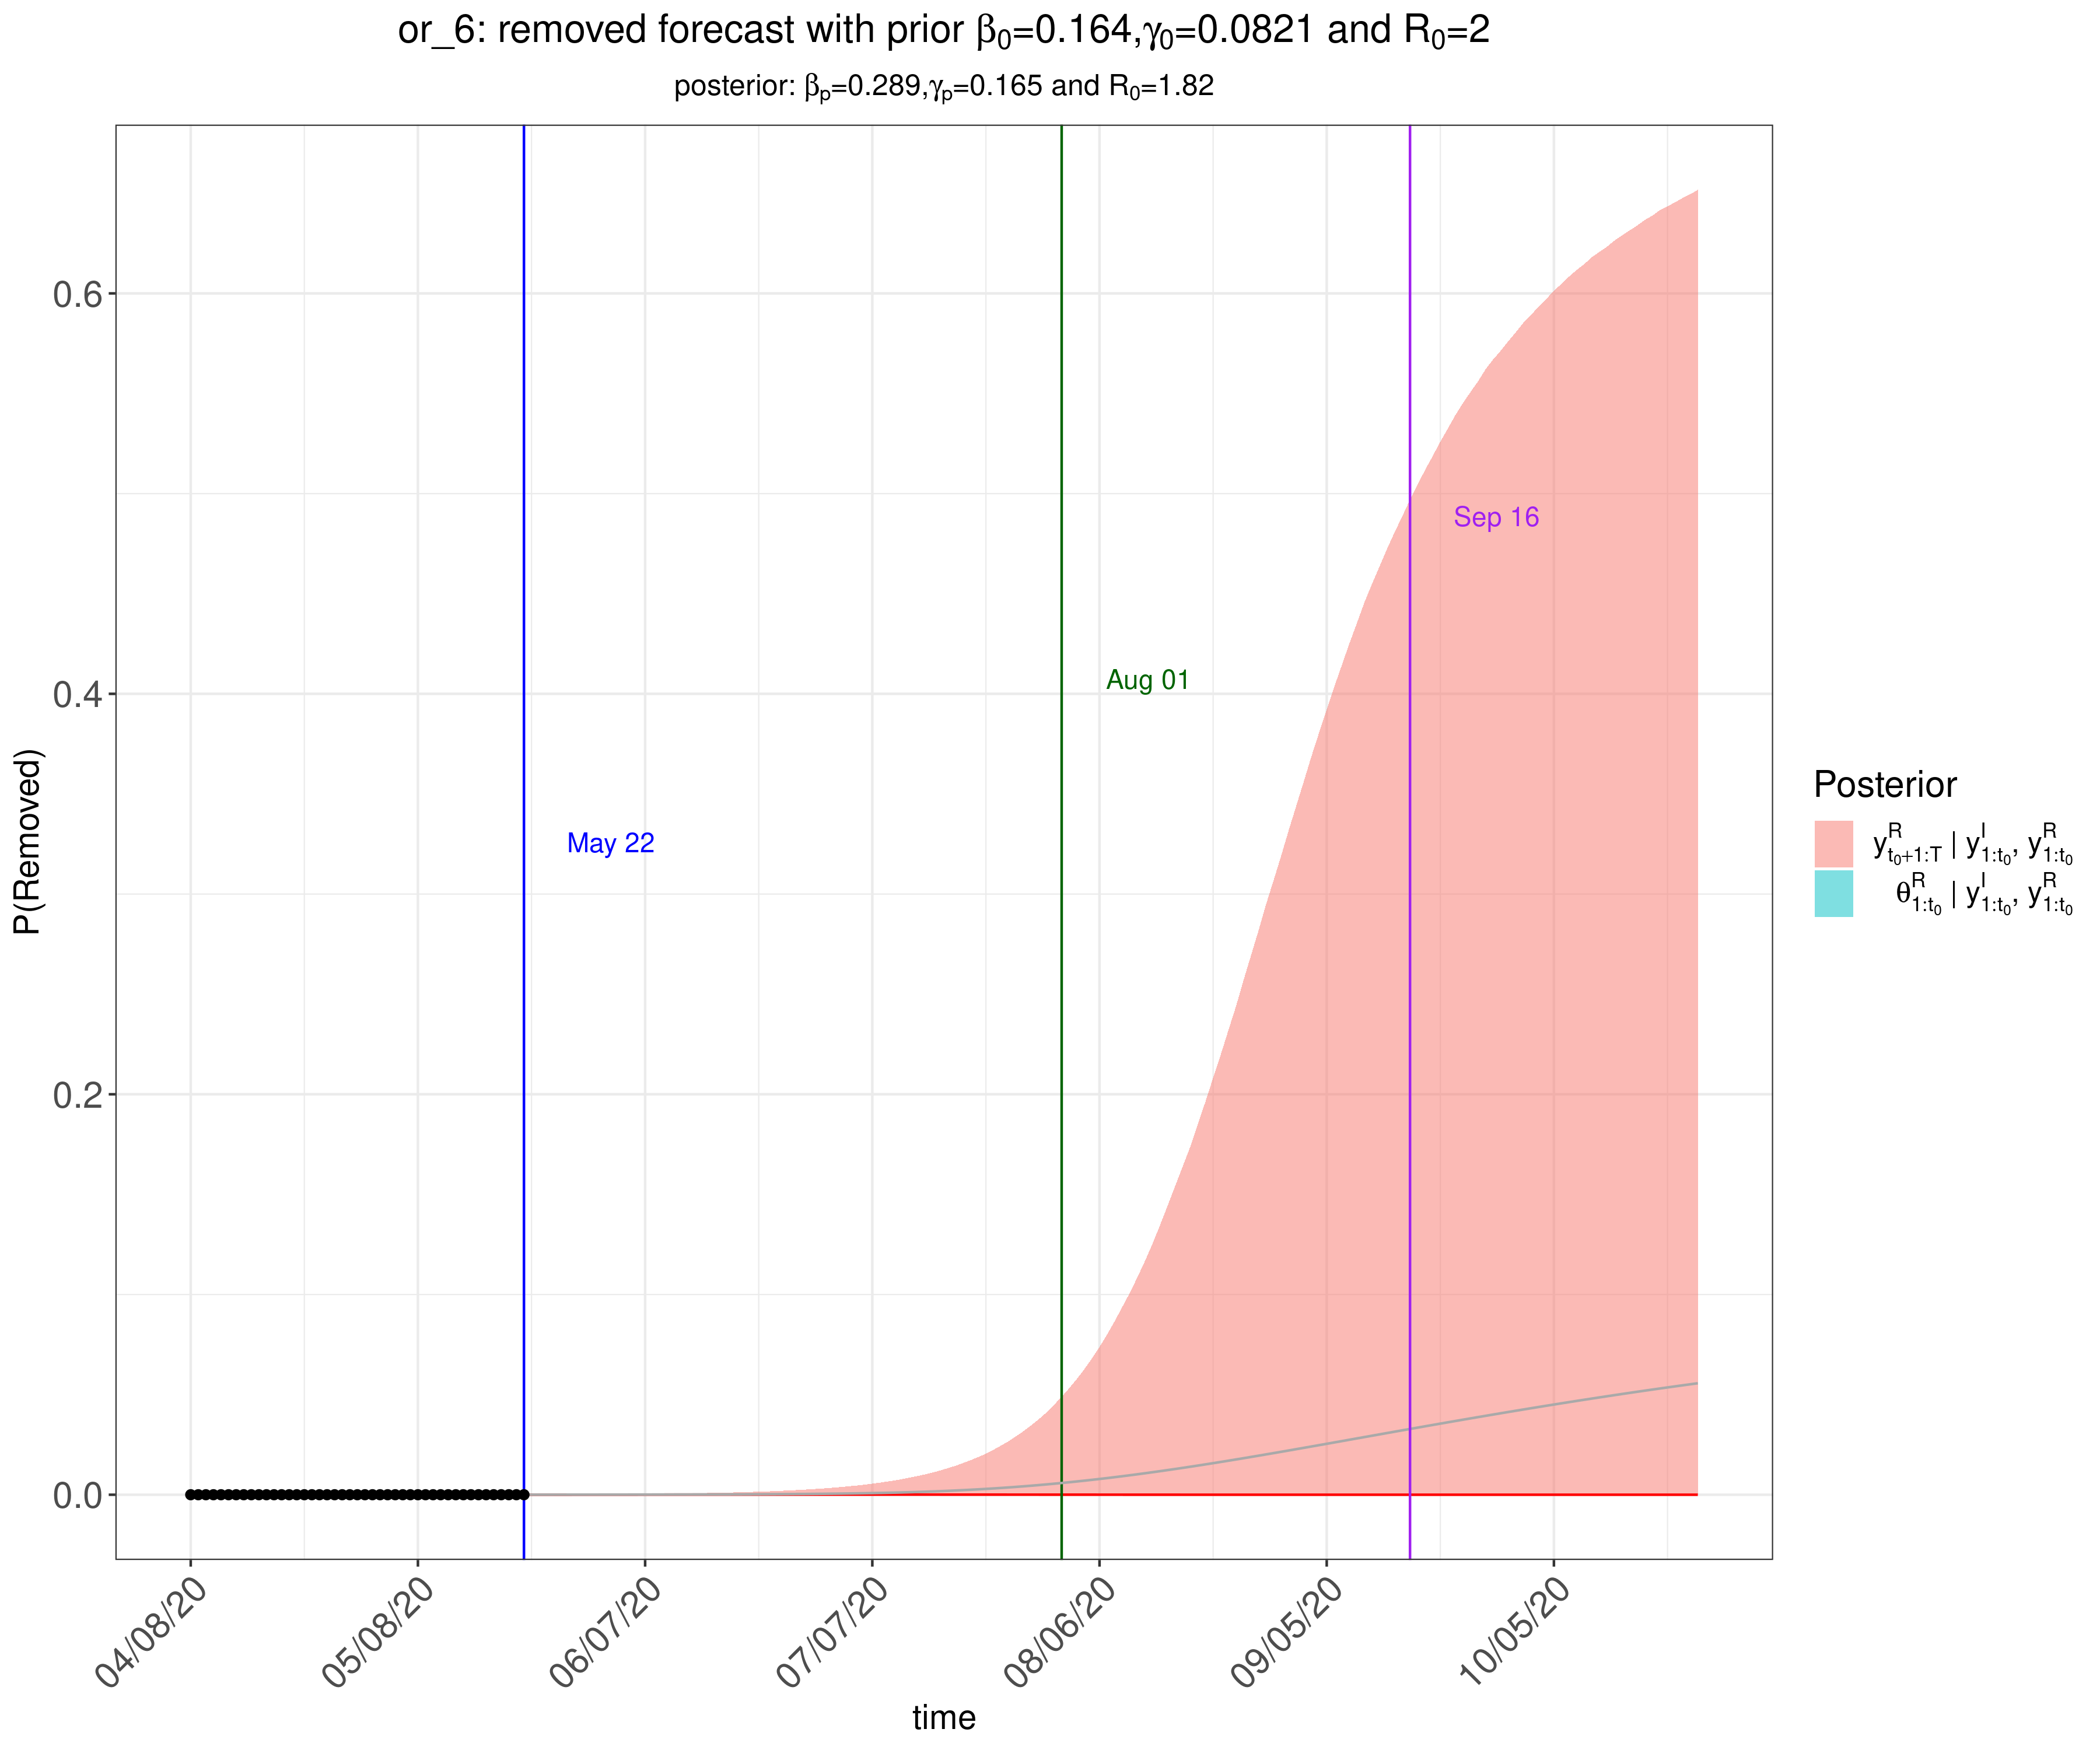 or_6: removed forecast with prior β₀=0.164,γ₀=0.0821 and R₀=2
posterior: βₚ=0.289,γₚ=0.165 and R₀=1.82
P(Removed)
0.6
0.4
0.2
0.0
May 22
Aug 01
Sep 16
04/08/20
05/08/20
06/07/20
07/07/20
08/06/20
09/05/20
10/05/20
time
Posterior
y^R_{t₀+1:T} | y^I_{1:t₀}, y^R_{1:t₀}
θ^R_{1:t₀} | y^I_{1:t₀}, y^R_{1:t₀}